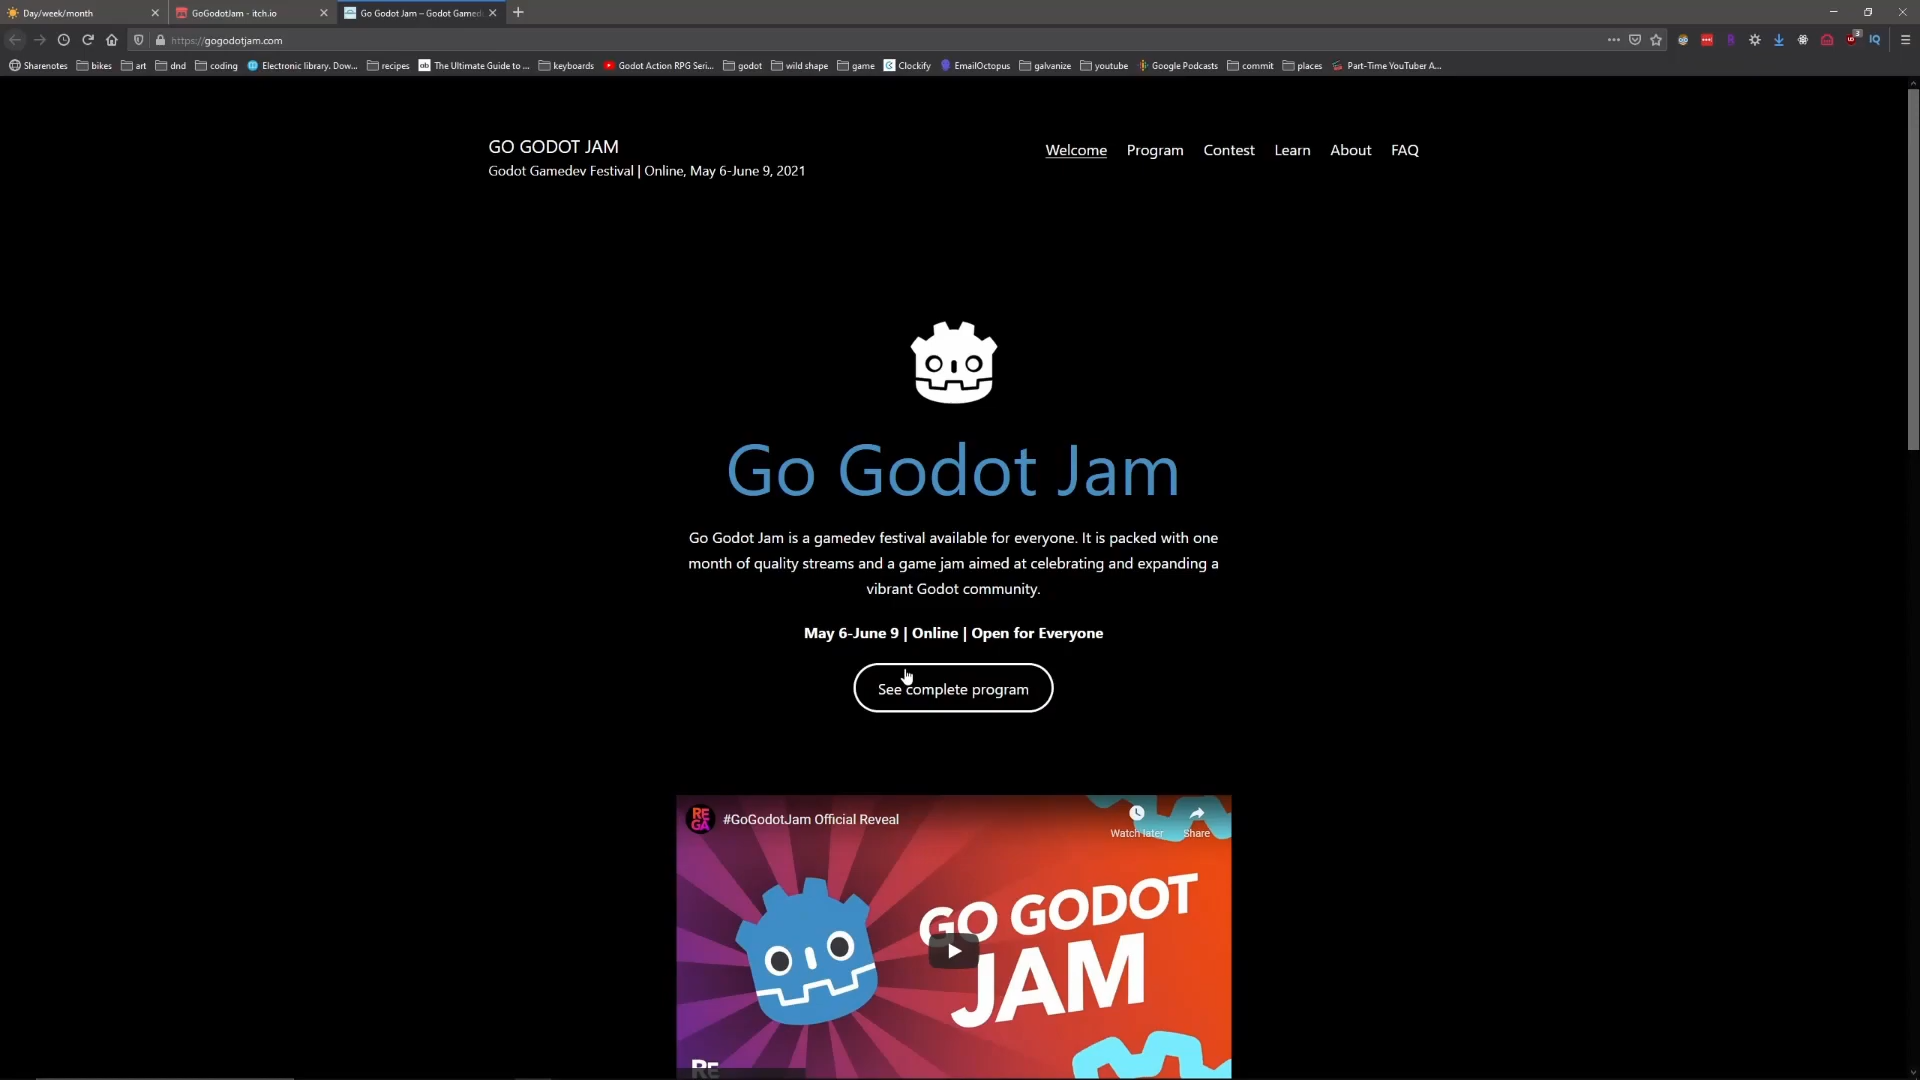 Day/week/month
GoGodotJam - itch.io
Go Godot Jam – Godot Gamed
https://gogodotjam.com
3
IQ
Sharenotes
bikes
art
dnd
coding
Electronic library. Dow...
recipes
ab
The Ultimate Guide to ...
keyboards
Godot Action RPG Seri...
godot
wild shape
game
Clockify
EmailOctopus
galvanize
youtube
Google Podcasts
commit
places
Part-Time YouTuber A...
GO GODOT JAM
Godot Gamedev Festival | Online, May 6-June 9, 2021
Welcome
Program
Contest
Learn
About
FAQ
Go Godot Jam
Go Godot Jam is a gamedev festival available for everyone. It is packed with one
month of quality streams and a game jam aimed at celebrating and expanding a
vibrant Godot community.
May 6-June 9 | Online | Open for Everyone
See complete program
RE
GA
#GoGodotJam Official Reveal
Watch later
Share
GO GODOT
JAM
RE